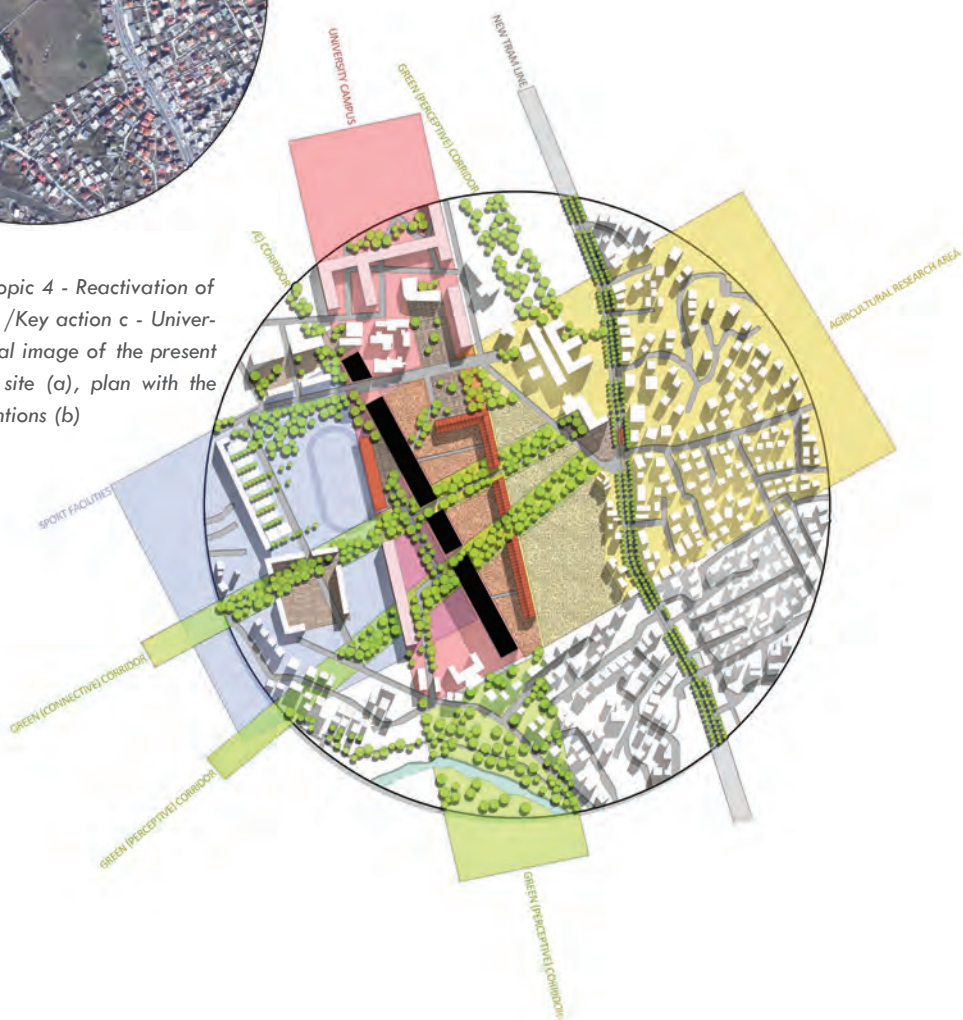 UNIVERSITY CAMPUS
GREEN (PERCEPTIVE) CORRIDOR
NEW TRAM LINE
CORRIDOR
AGRICULTURAL RESEARCH AREA
opic 4 - Reactivation of
/Key action c - Univer-
al image of the present
site (a), plan with the
ntions (b)
SPORT FACILITIES
GREEN (CONNECTIVE) CORRIDOR
GREEN (PERCEPTIVE) CORRIDOR
GREEN (PERCEPTIVE) CORRIDOR